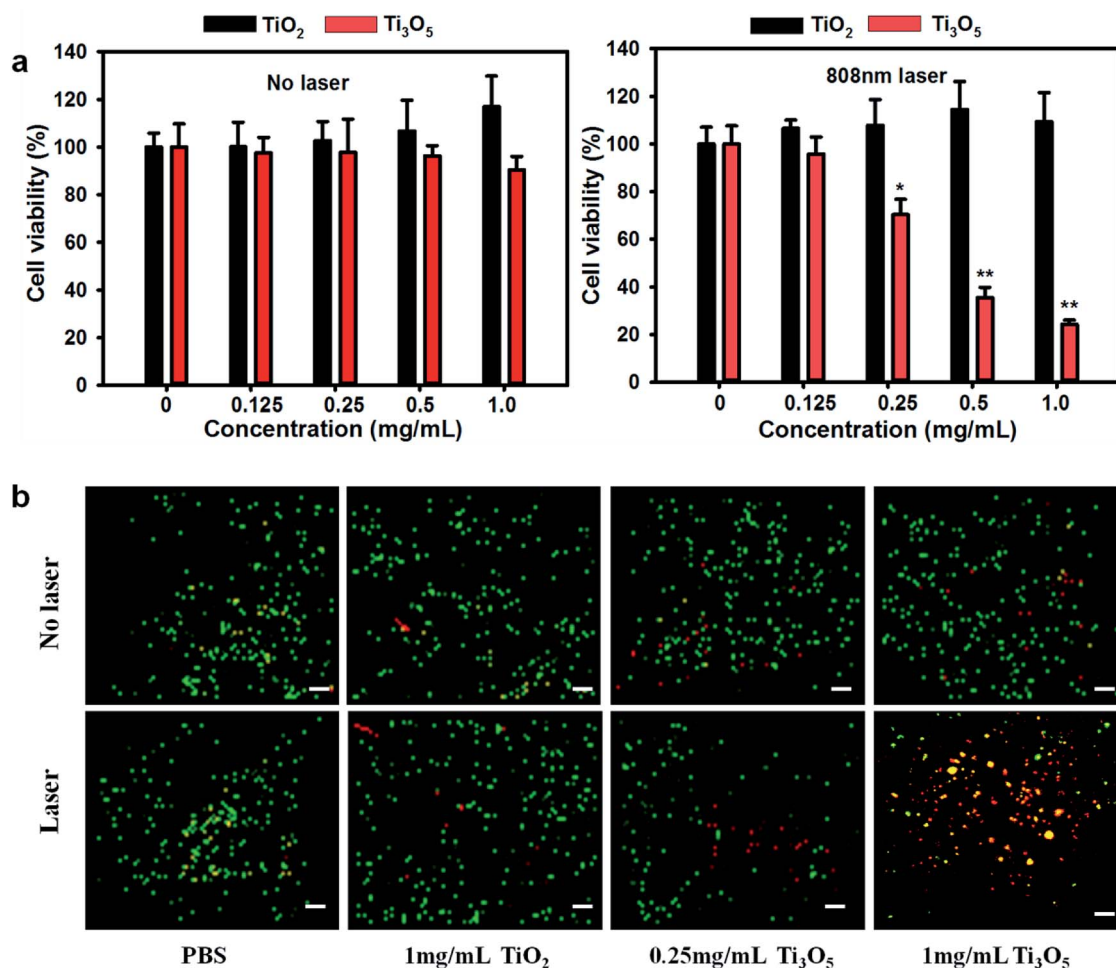 TiO₂ Ti₃O₅
a
No laser
Cell viability (%)
140
120
100
80
60
40
20
0
0 0.125 0.25 0.5 1.0
Concentration (mg/mL)
TiO₂ Ti₃O₅
808nm laser
Cell viability (%)
140
120
100
80
60
40
20
0
*
**
**
0 0.125 0.25 0.5 1.0
Concentration (mg/mL)
b
No laser
Laser
PBS 1mg/mL TiO₂ 0.25mg/mL Ti₃O₅ 1mg/mL Ti₃O₅